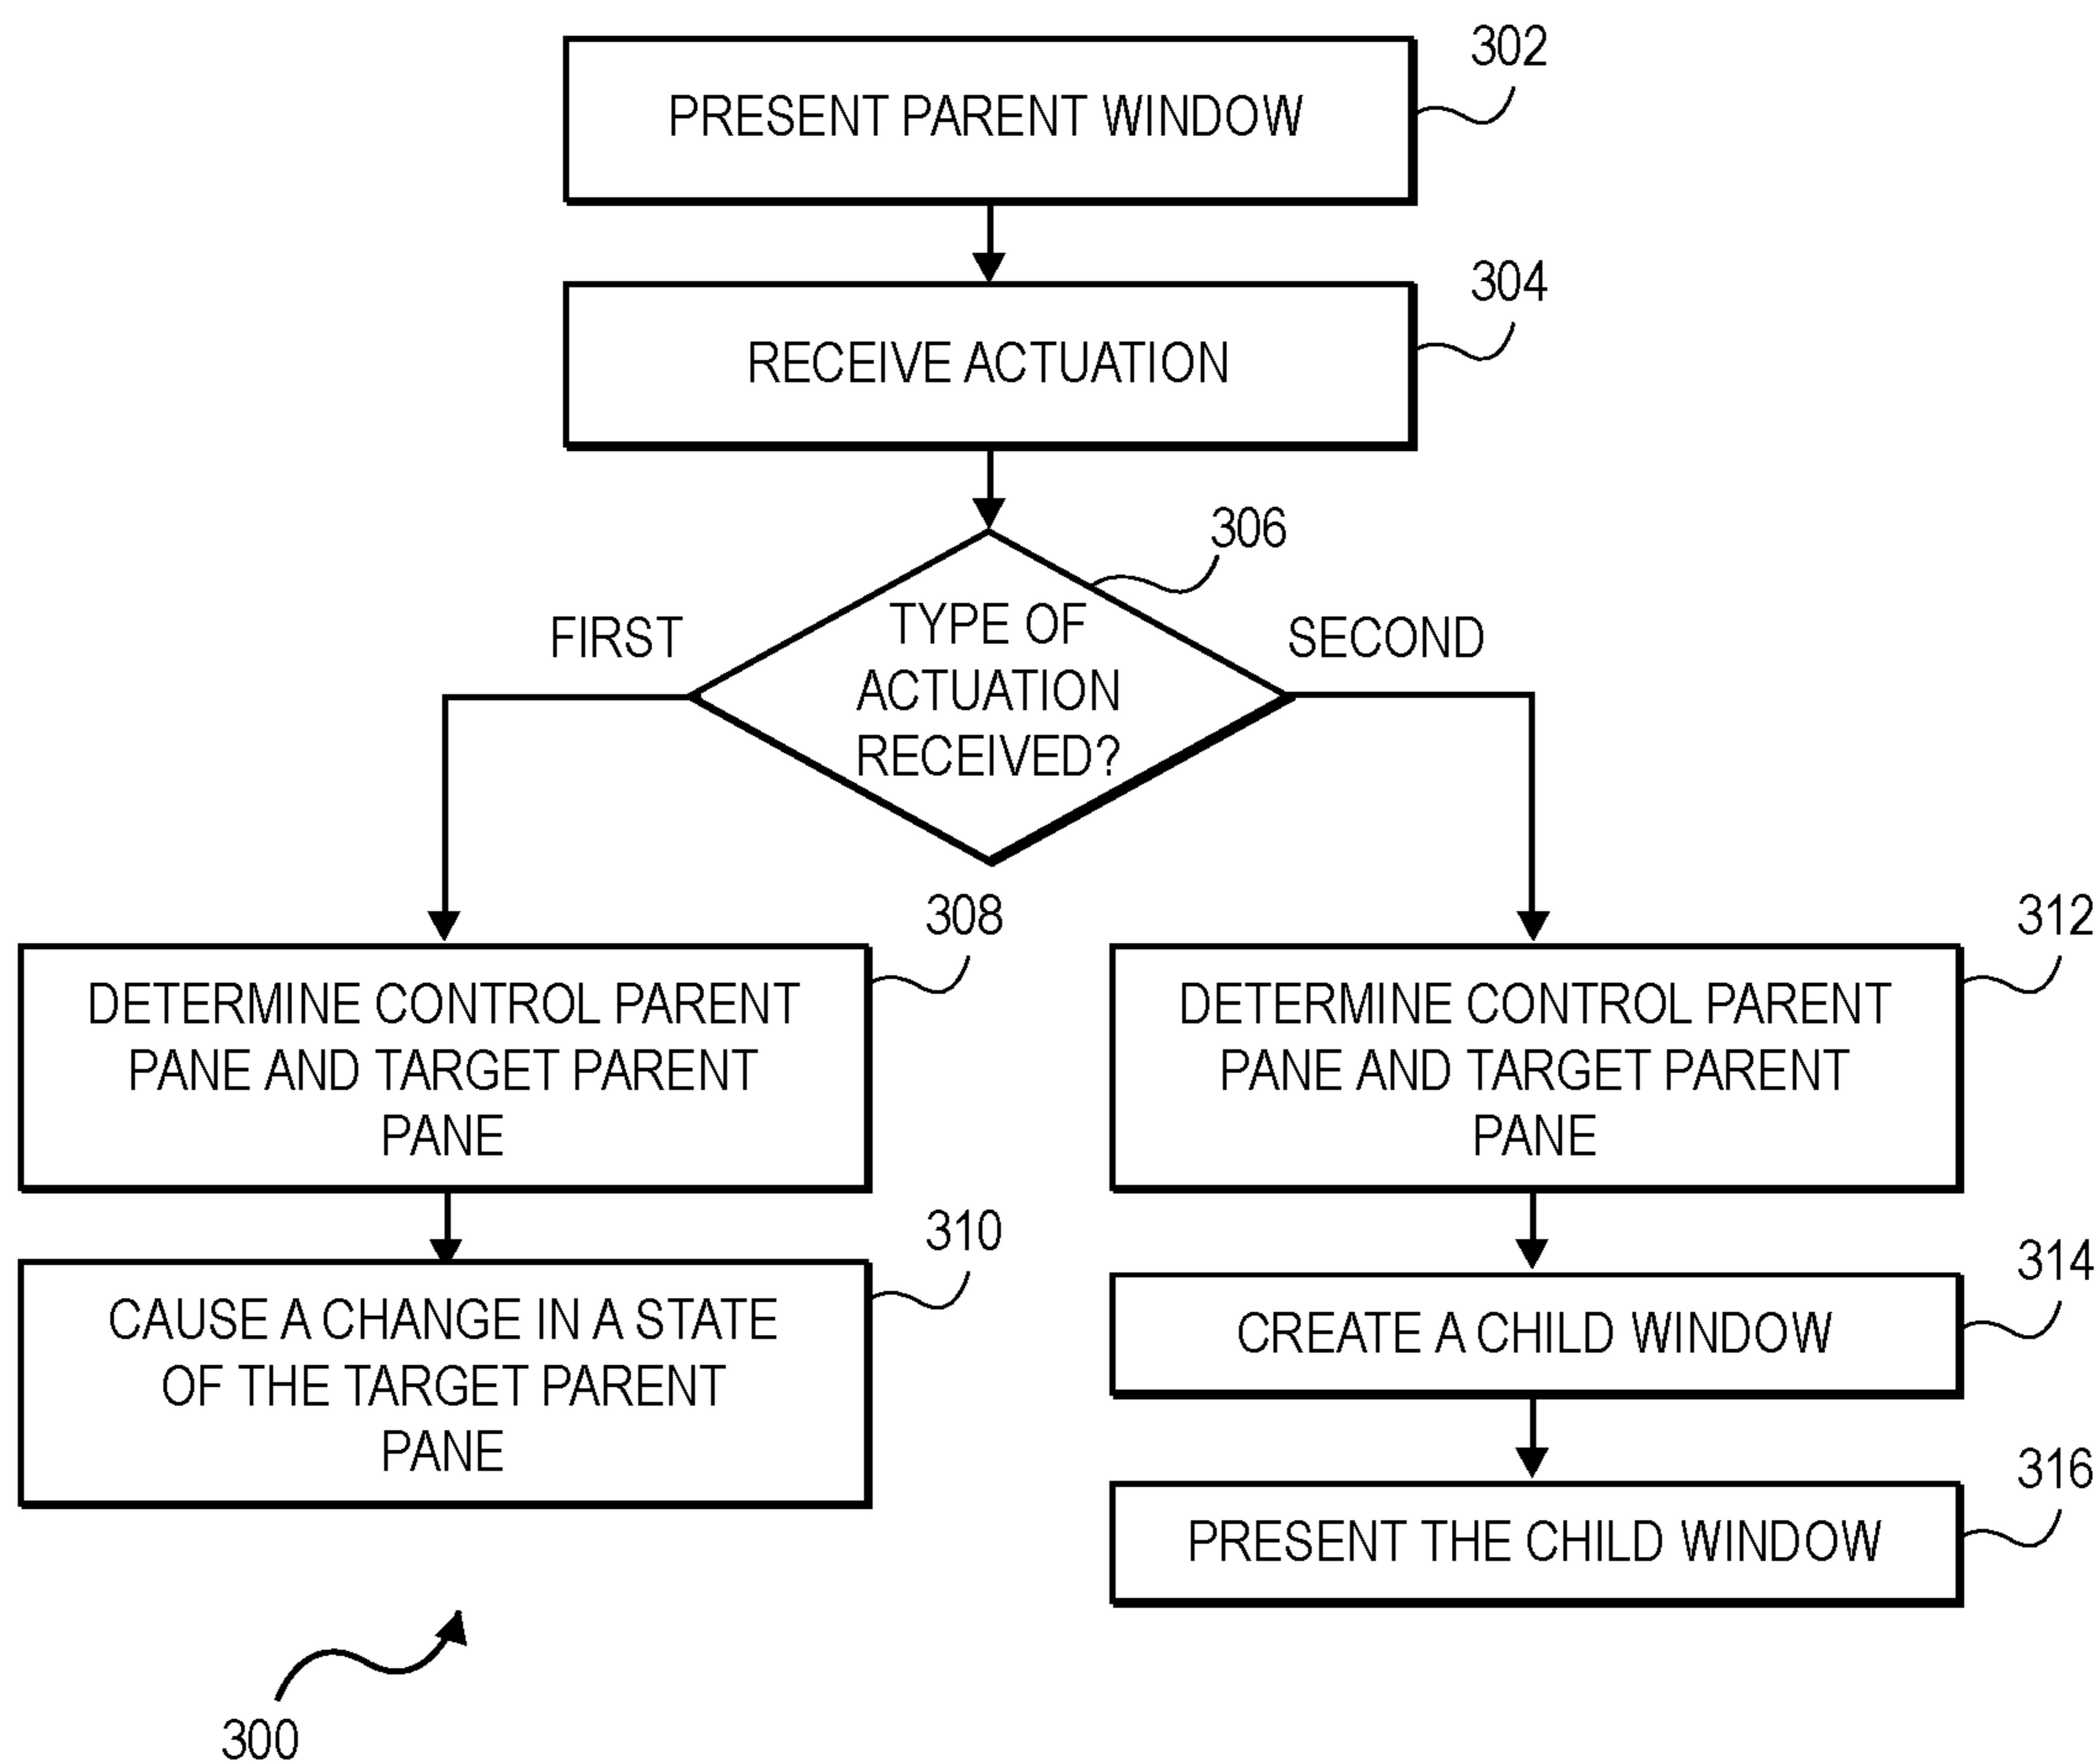 302
PRESENT PARENT WINDOW
304
RECEIVE ACTUATION
306
FIRST
TYPE OF
ACTUATION
RECEIVED?
SECOND
308
DETERMINE CONTROL PARENT
PANE AND TARGET PARENT
PANE
310
CAUSE A CHANGE IN A STATE
OF THE TARGET PARENT
PANE
312
DETERMINE CONTROL PARENT
PANE AND TARGET PARENT
PANE
314
CREATE A CHILD WINDOW
316
PRESENT THE CHILD WINDOW
300